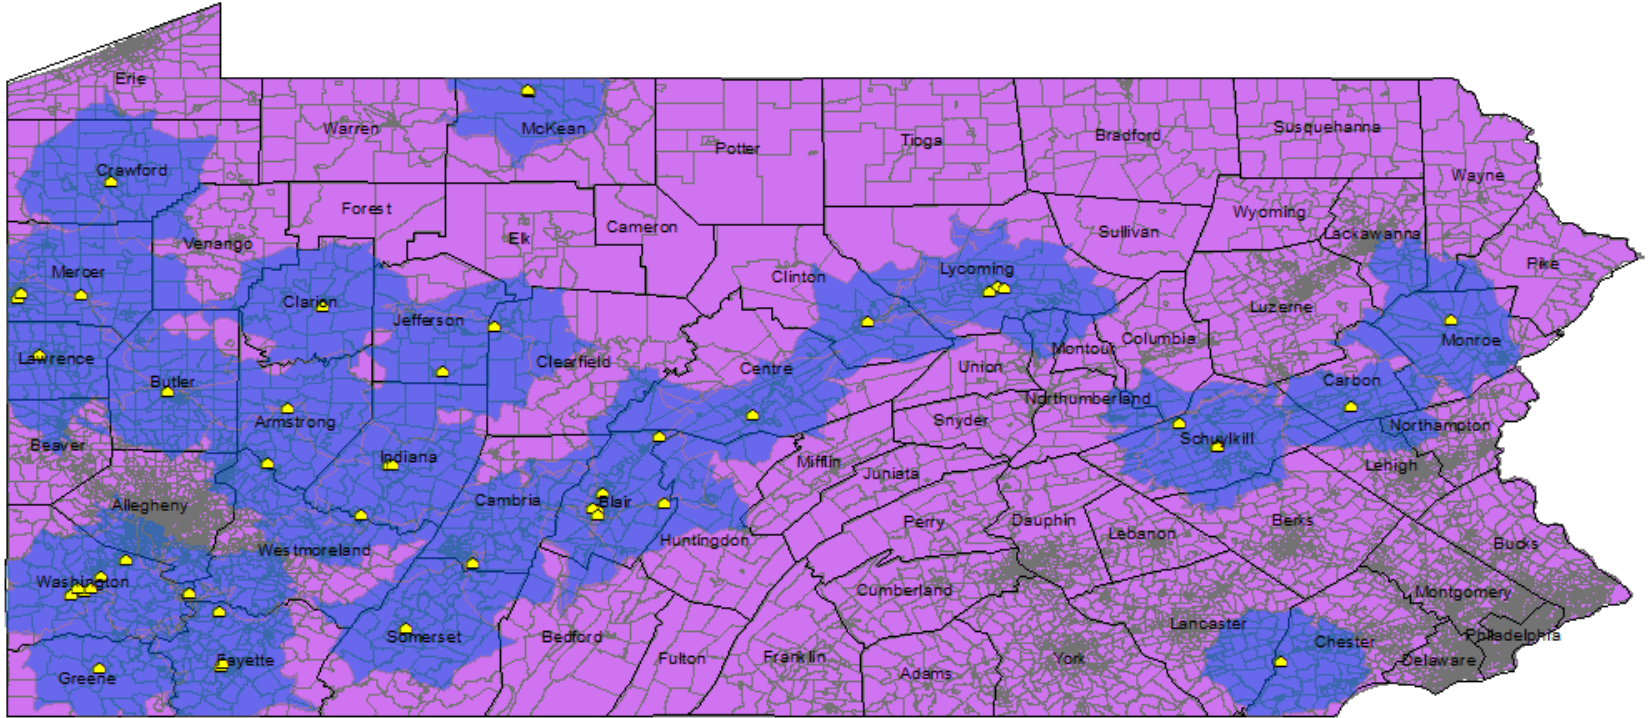 Erie
Warren
McKean
Potter
Tioga
Bradford
Susquehanna
Wayne
Crawford
Forest
Elk
Cameron
Venango
Clinton
Lycoming
Sullivan
Wyoming
Lackawanna
Pike
Mercer
Clarion
Jefferson
Clearfield
Centre
Union
Montour
Columbia
Luzerne
Monroe
Lawrence
Butler
Armstrong
Indiana
Snyder
Northumberland
Carbon
Schuylkill
Northampton
Lehigh
Beaver
Allegheny
Cambria
Blair
Mifflin
Juniata
Huntingdon
Perry
Dauphin
Lebanon
Berks
Bucks
Westmoreland
Washington
Cumberland
Montgomery
Lancaster
Chester
Philadelphia
Delaware
Greene
Fayette
Somerset
Bedford
Fulton
Franklin
Adams
York